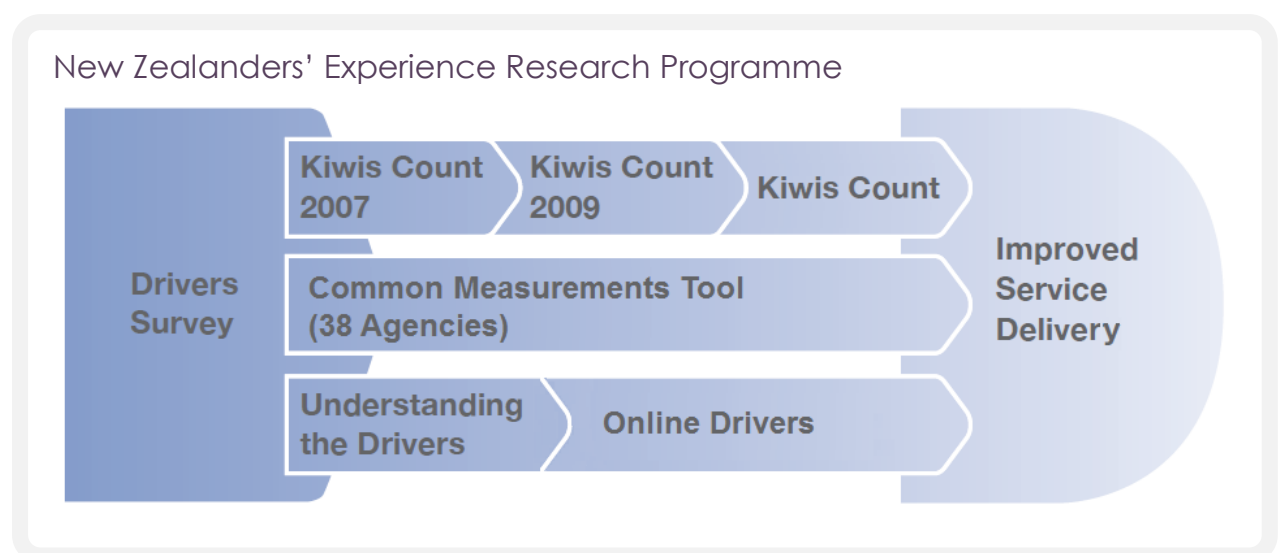 New Zealanders’ Experience Research Programme
Drivers
Survey
Kiwis Count
2007
Kiwis Count
2009
Kiwis Count
Common Measurements Tool
(38 Agencies)
Understanding
the Drivers
Online Drivers
Improved
Service
Delivery